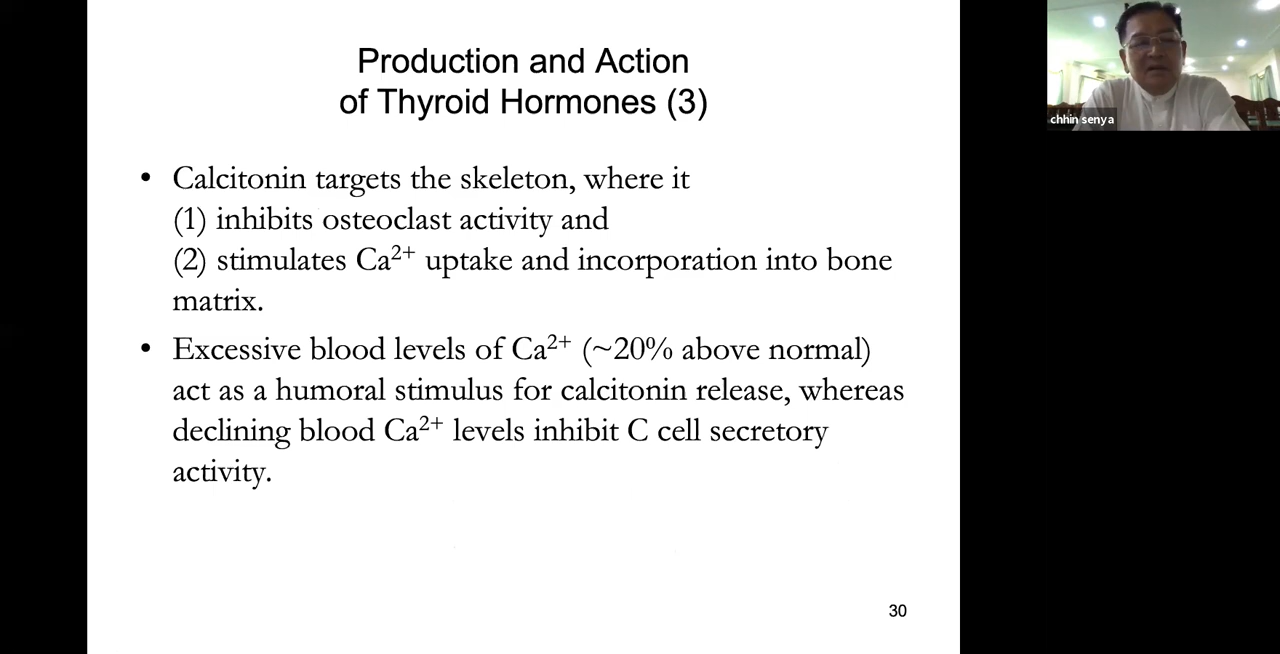 Production and Action
of Thyroid Hormones (3)
• Calcitonin targets the skeleton, where it
(1) inhibits osteoclast activity and
(2) stimulates Ca²⁺ uptake and incorporation into bone
matrix.
• Excessive blood levels of Ca²⁺ (~20% above normal)
act as a humoral stimulus for calcitonin release, whereas
declining blood Ca²⁺ levels inhibit C cell secretory
activity.
30
chhin senya